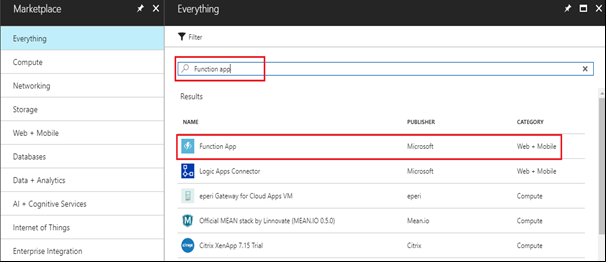 Marketplace
Everything
Everything
Compute
Networking
Storage
Web + Mobile
Databases
Data + Analytics
AI + Cognitive Services
Internet of Things
Enterprise Integration
Filter
Function app
Results
NAME PUBLISHER CATEGORY
Function App Microsoft Web + Mobile
Logic Apps Connector Microsoft Web + Mobile
eperi Gateway for Cloud Apps VM eperi Compute
Official MEAN stack by Linnovate (MEAN.IO 0.5.0) Mean.io Compute
CITRIX Citrix XenApp 7.15 Trial Citrix Compute